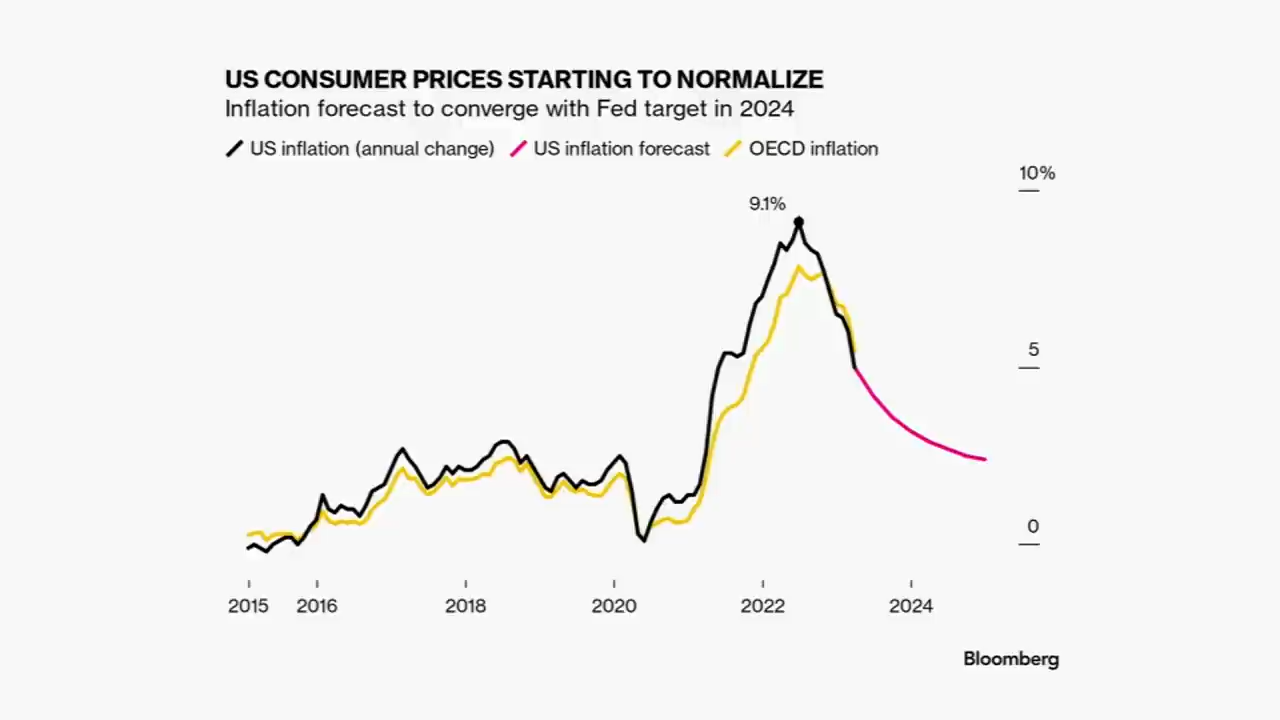 US CONSUMER PRICES STARTING TO NORMALIZE
Inflation forecast to converge with Fed target in 2024
US inflation (annual change) US inflation forecast OECD inflation
10%
9.1%
5
0
2015 2016 2018 2020 2022 2024
Bloomberg